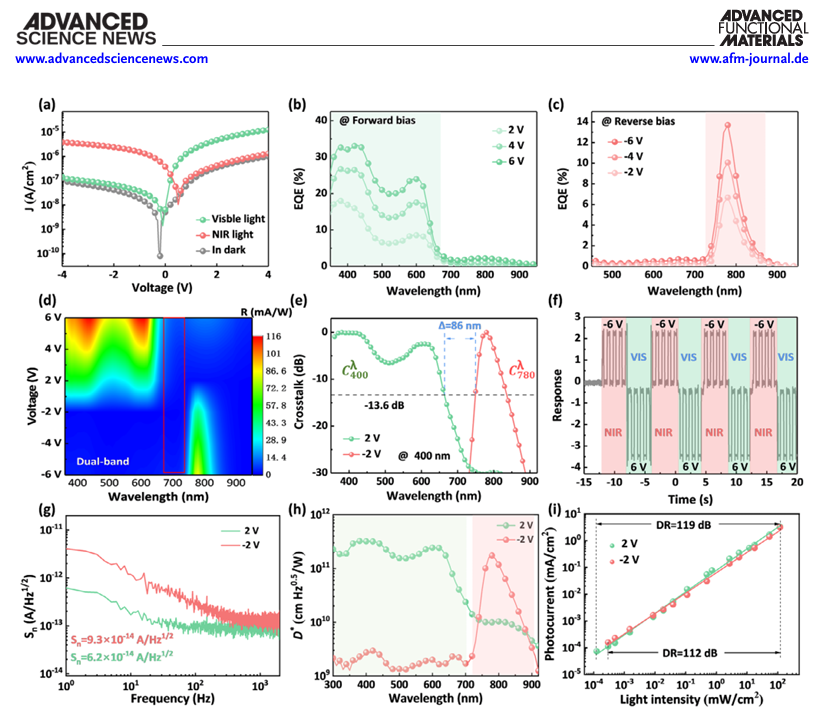 ADVANCED
SCIENCE NEWS
www.advancedsciencenews.com
ADVANCED
FUNCTIONAL
MATERIALS
www.afm-journal.de
(a)
J (A/cm²)
10⁻⁵
10⁻⁶
10⁻⁷
10⁻⁸
10⁻⁹
10⁻¹⁰
Visble light
NIR light
In dark
-4 -2 0 2 4
Voltage (V)
(b)
@ Forward bias
EQE (%)
40
30
20
10
0
2 V
4 V
6 V
400 500 600 700 800 900
Wavelength (nm)
(c)
@ Reverse bias
EQE (%)
14
12
10
8
6
4
2
0
-6 V
-4 V
-2 V
500 600 700 800 900
Wavelength (nm)
(d)
R (mA/W)
Voltage (V)
6 V
4 V
2 V
0 V
-2 V
-4 V
-6 V
116
101
86.6
73.2
58.8
43.4
28.9
14.4
0
Dual-band
400 500 600 700 800 900
Wavelength (nm)
(e)
Δ=86 nm
Crosstalk (dB)
0
-10
-20
-30
C^λ_400
C^λ_780
-13.6 dB
2 V
-2 V
@ 400 nm
400 500 600 700 800 900
Wavelength (nm)
(f)
Response
3
2
1
0
-1
-2
-3
-4
-6 V -6 V -6 V -6 V
VIS VIS VIS VIS
NIR NIR NIR NIR
6 V 6 V 6 V 6 V
-15 -10 -5 0 5 10 15 20
Time (s)
(g)
Sₙ (A/Hz^1/2)
10⁻¹¹
10⁻¹²
10⁻¹³
10⁻¹⁴
2 V
-2 V
Sₙ=9.3×10⁻¹⁴ A/Hz^1/2
Sₙ=6.2×10⁻¹⁴ A/Hz^1/2
10⁰ 10¹ 10² 10³
Frequency (Hz)
(h)
D* (cm Hz^0.5/W)
10¹²
10¹¹
10¹⁰
10⁹
2 V
-2 V
300 400 500 600 700 800 900
Wavelength (nm)
(i)
Photocurrent (mA/cm²)
10¹
10⁰
10⁻¹
10⁻²
10⁻³
10⁻⁴
10⁻⁵
DR=119 dB
2 V
-2 V
DR=112 dB
10⁻⁴ 10⁻³ 10⁻² 10⁻¹ 10⁰ 10¹ 10²
Light intensity (mW/cm²)